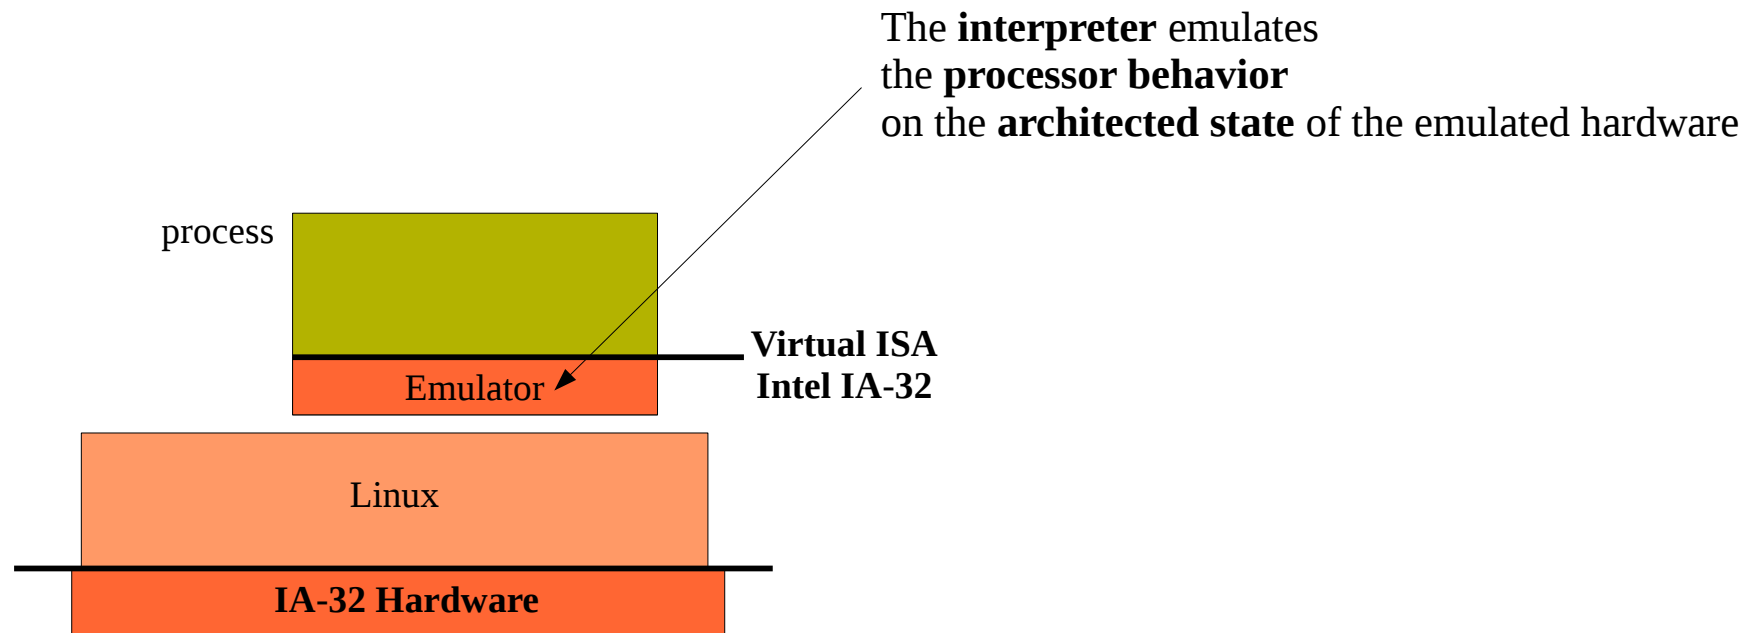 The interpreter emulates
the processor behavior
on the architected state of the emulated hardware
process
Virtual ISA
Intel IA-32
Emulator
Linux
IA-32 Hardware